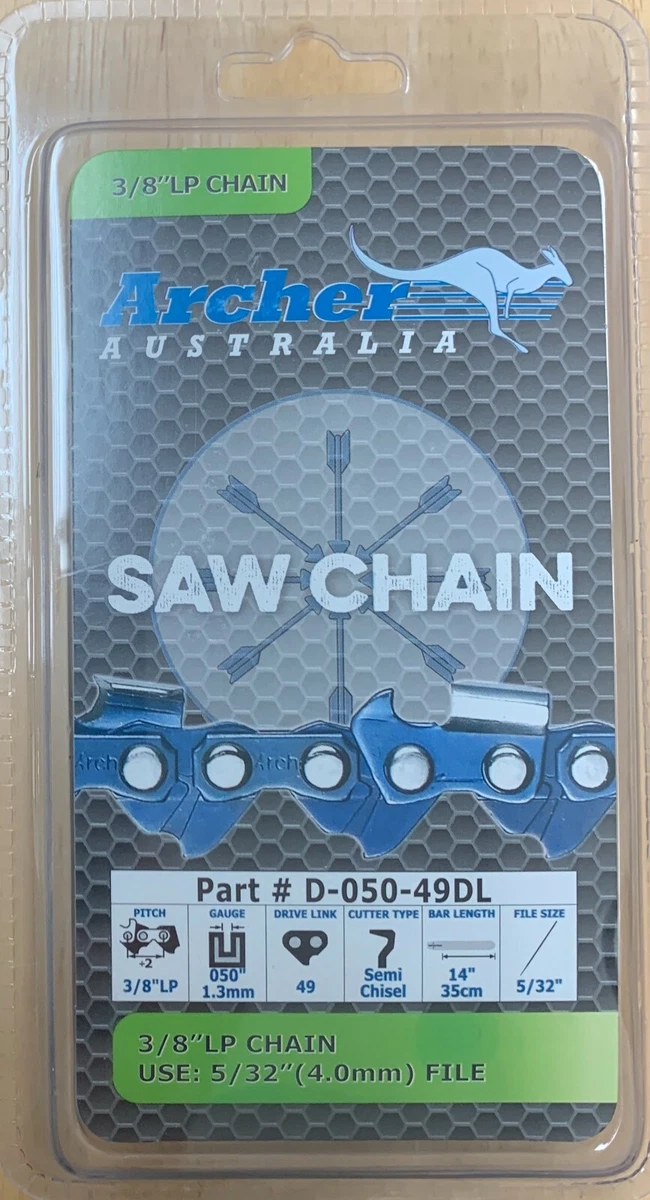 3/8"LP CHAIN
Archer
AUSTRALIA
SAW CHAIN
Arch Arch
Part # D-050-49DL
PITCH GAUGE DRIVE LINK CUTTER TYPE BAR LENGTH FILE SIZE
÷2
3/8"LP 050" 1.3mm 49 Semi Chisel 14" 35cm 5/32"
3/8"LP CHAIN
USE: 5/32"(4.0mm) FILE